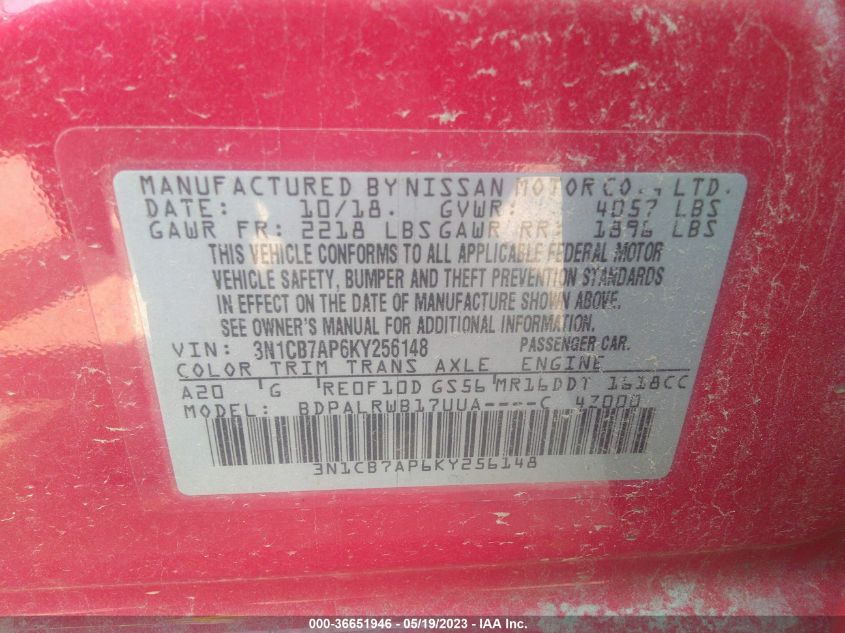 MANUFACTURED BY NISSAN MOTOR CO., LTD.
DATE: 10/18. GVWR: 4057 LBS
GAWR FR: 2218 LBS GAWR RR: 1896 LBS
THIS VEHICLE CONFORMS TO ALL APPLICABLE FEDERAL MOTOR
VEHICLE SAFETY, BUMPER AND THEFT PREVENTION STANDARDS
IN EFFECT ON THE DATE OF MANUFACTURE SHOWN ABOVE.
SEE OWNER'S MANUAL FOR ADDITIONAL INFORMATION.
VIN: 3N1CB7AP6KY256148 PASSENGER CAR.
COLOR TRIM TRANS AXLE ENGINE
A20 G RE0F10D GS56 MR16DDT 1618CC
MODEL: BDPALRWB17UUA----C 4Z000
3N1CB7AP6KY256148
000-36651946 - 05/19/2023 - IAA Inc.